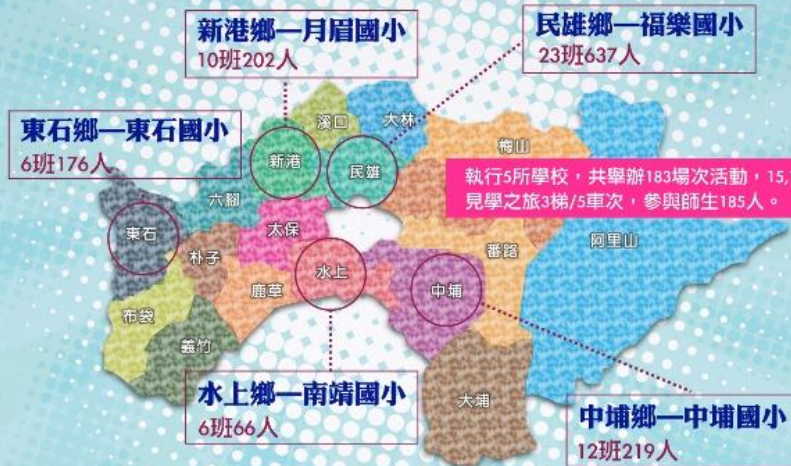 新港鄉—月眉國小
10班202人
民雄鄉—福樂國小
23班637人
東石鄉—東石國小
6班176人
溪口
大林
梅山
新港
民雄
執行5所學校，共舉辦183場次活動，15,
見學之旅3梯/5車次，參與師生185人。
六腳
東石
朴子
太保
水上
番路
阿里山
鹿草
中埔
布袋
義竹
大埔
水上鄉—南靖國小
6班66人
中埔鄉—中埔國小
12班219人